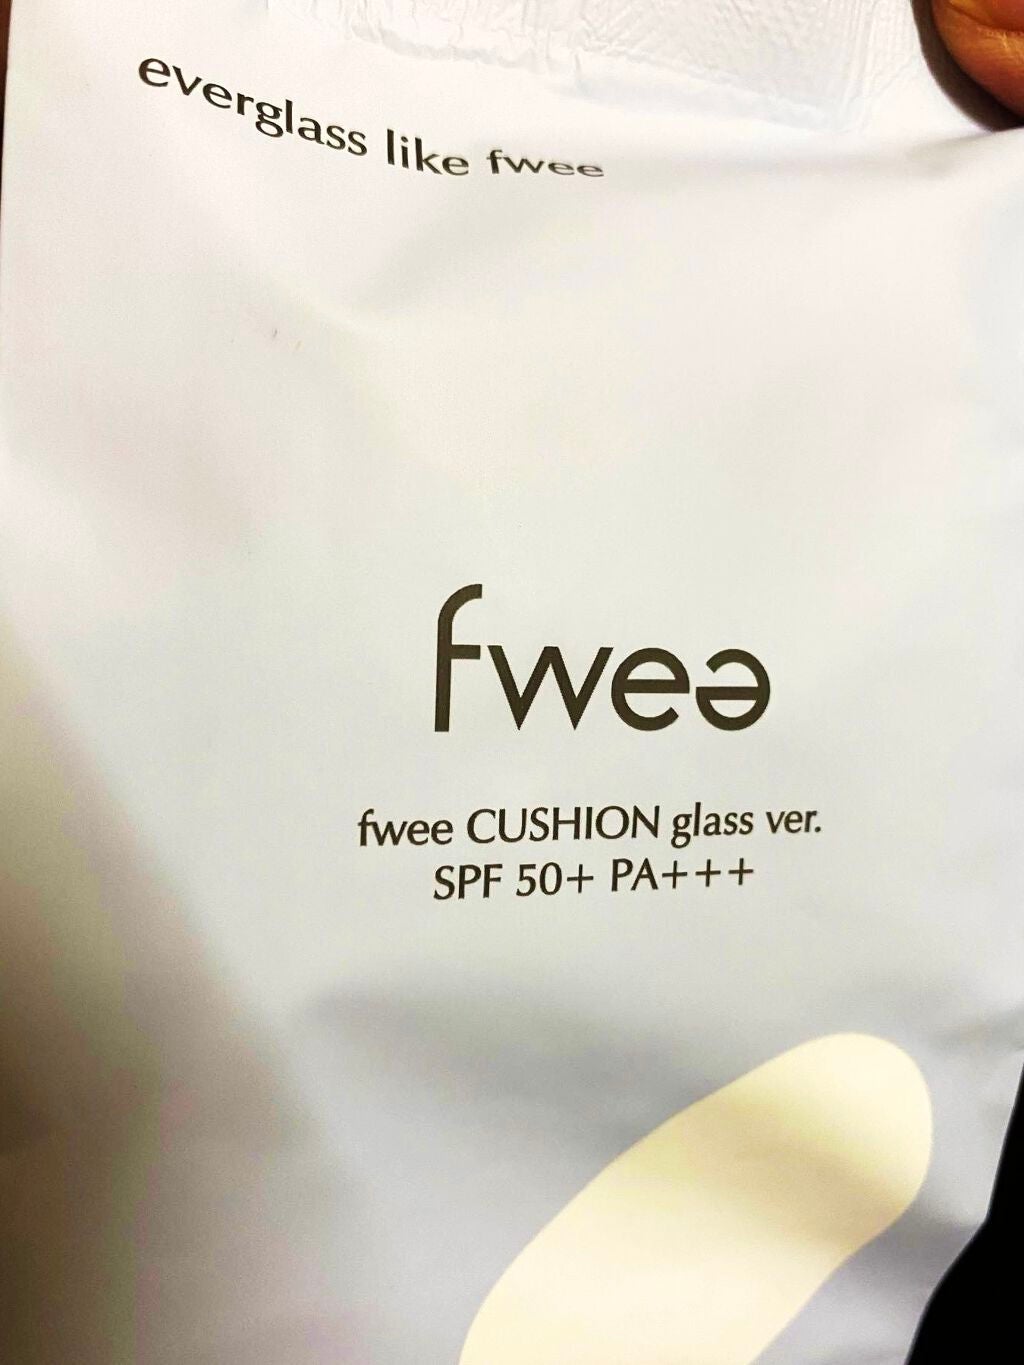 everglass like fwee
fwee
fwee CUSHION glass ver.
SPF 50+ PA+++